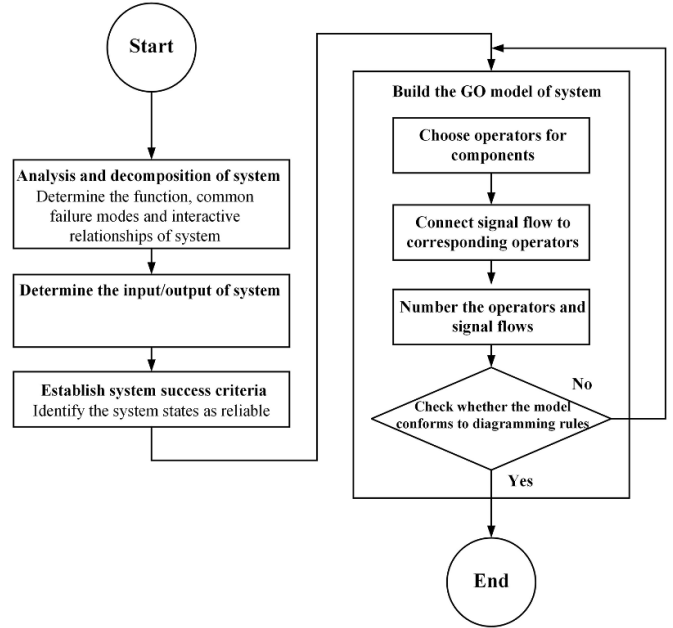 Start
Analysis and decomposition of system
Determine the function, common
failure modes and interactive
relationships of system
Determine the input/output of system
Establish system success criteria
Identify the system states as reliable
Build the GO model of system
Choose operators for
components
Connect signal flow to
corresponding operators
Number the operators and
signal flows
Check whether the model
conforms to diagramming rules
No
Yes
End